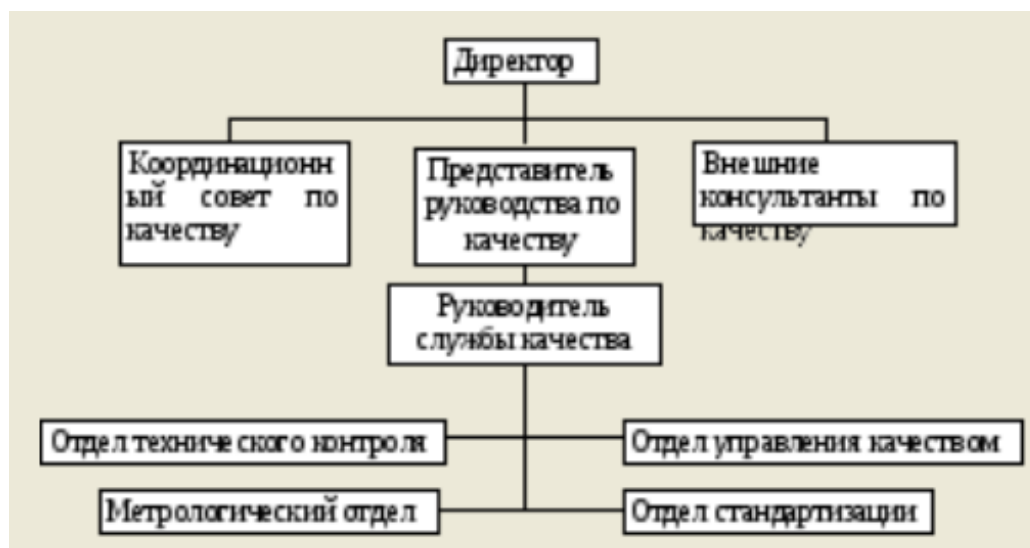 Директор
Координационн
ый совет по
качеству
Представитель
руководства по
качеству
Внешние
консультанты по
качеству
Руководитель
службы качества
Отдел технического контроля
Отдел управления качеством
Метрологический отдел
Отдел стандартизации